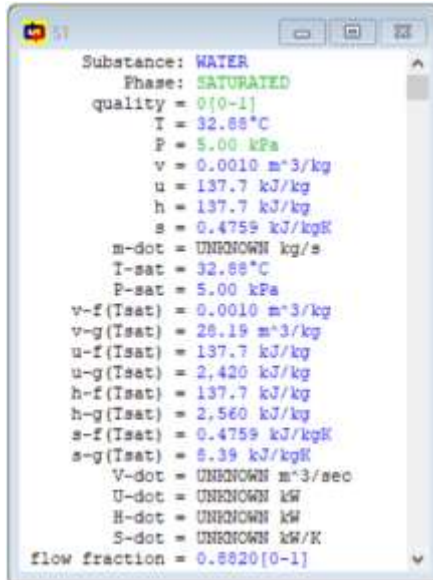 S1
Substance: WATER
Phase: SATURATED
quality = 0[0-1]
T = 32.88°C
P = 5.00 kPa
v = 0.0010 m^3/kg
u = 137.7 kJ/kg
h = 137.7 kJ/kg
s = 0.4759 kJ/kgK
m-dot = UNKNOWN kg/s
T-sat = 32.88°C
P-sat = 5.00 kPa
v-f(Tsat) = 0.0010 m^3/kg
v-g(Tsat) = 28.19 m^3/kg
u-f(Tsat) = 137.7 kJ/kg
u-g(Tsat) = 2,420 kJ/kg
h-f(Tsat) = 137.7 kJ/kg
h-g(Tsat) = 2,560 kJ/kg
s-f(Tsat) = 0.4759 kJ/kgK
s-g(Tsat) = 8.39 kJ/kgK
V-dot = UNKNOWN m^3/sec
U-dot = UNKNOWN kW
H-dot = UNKNOWN kW
S-dot = UNKNOWN kW/K
flow fraction = 0.8820[0-1]